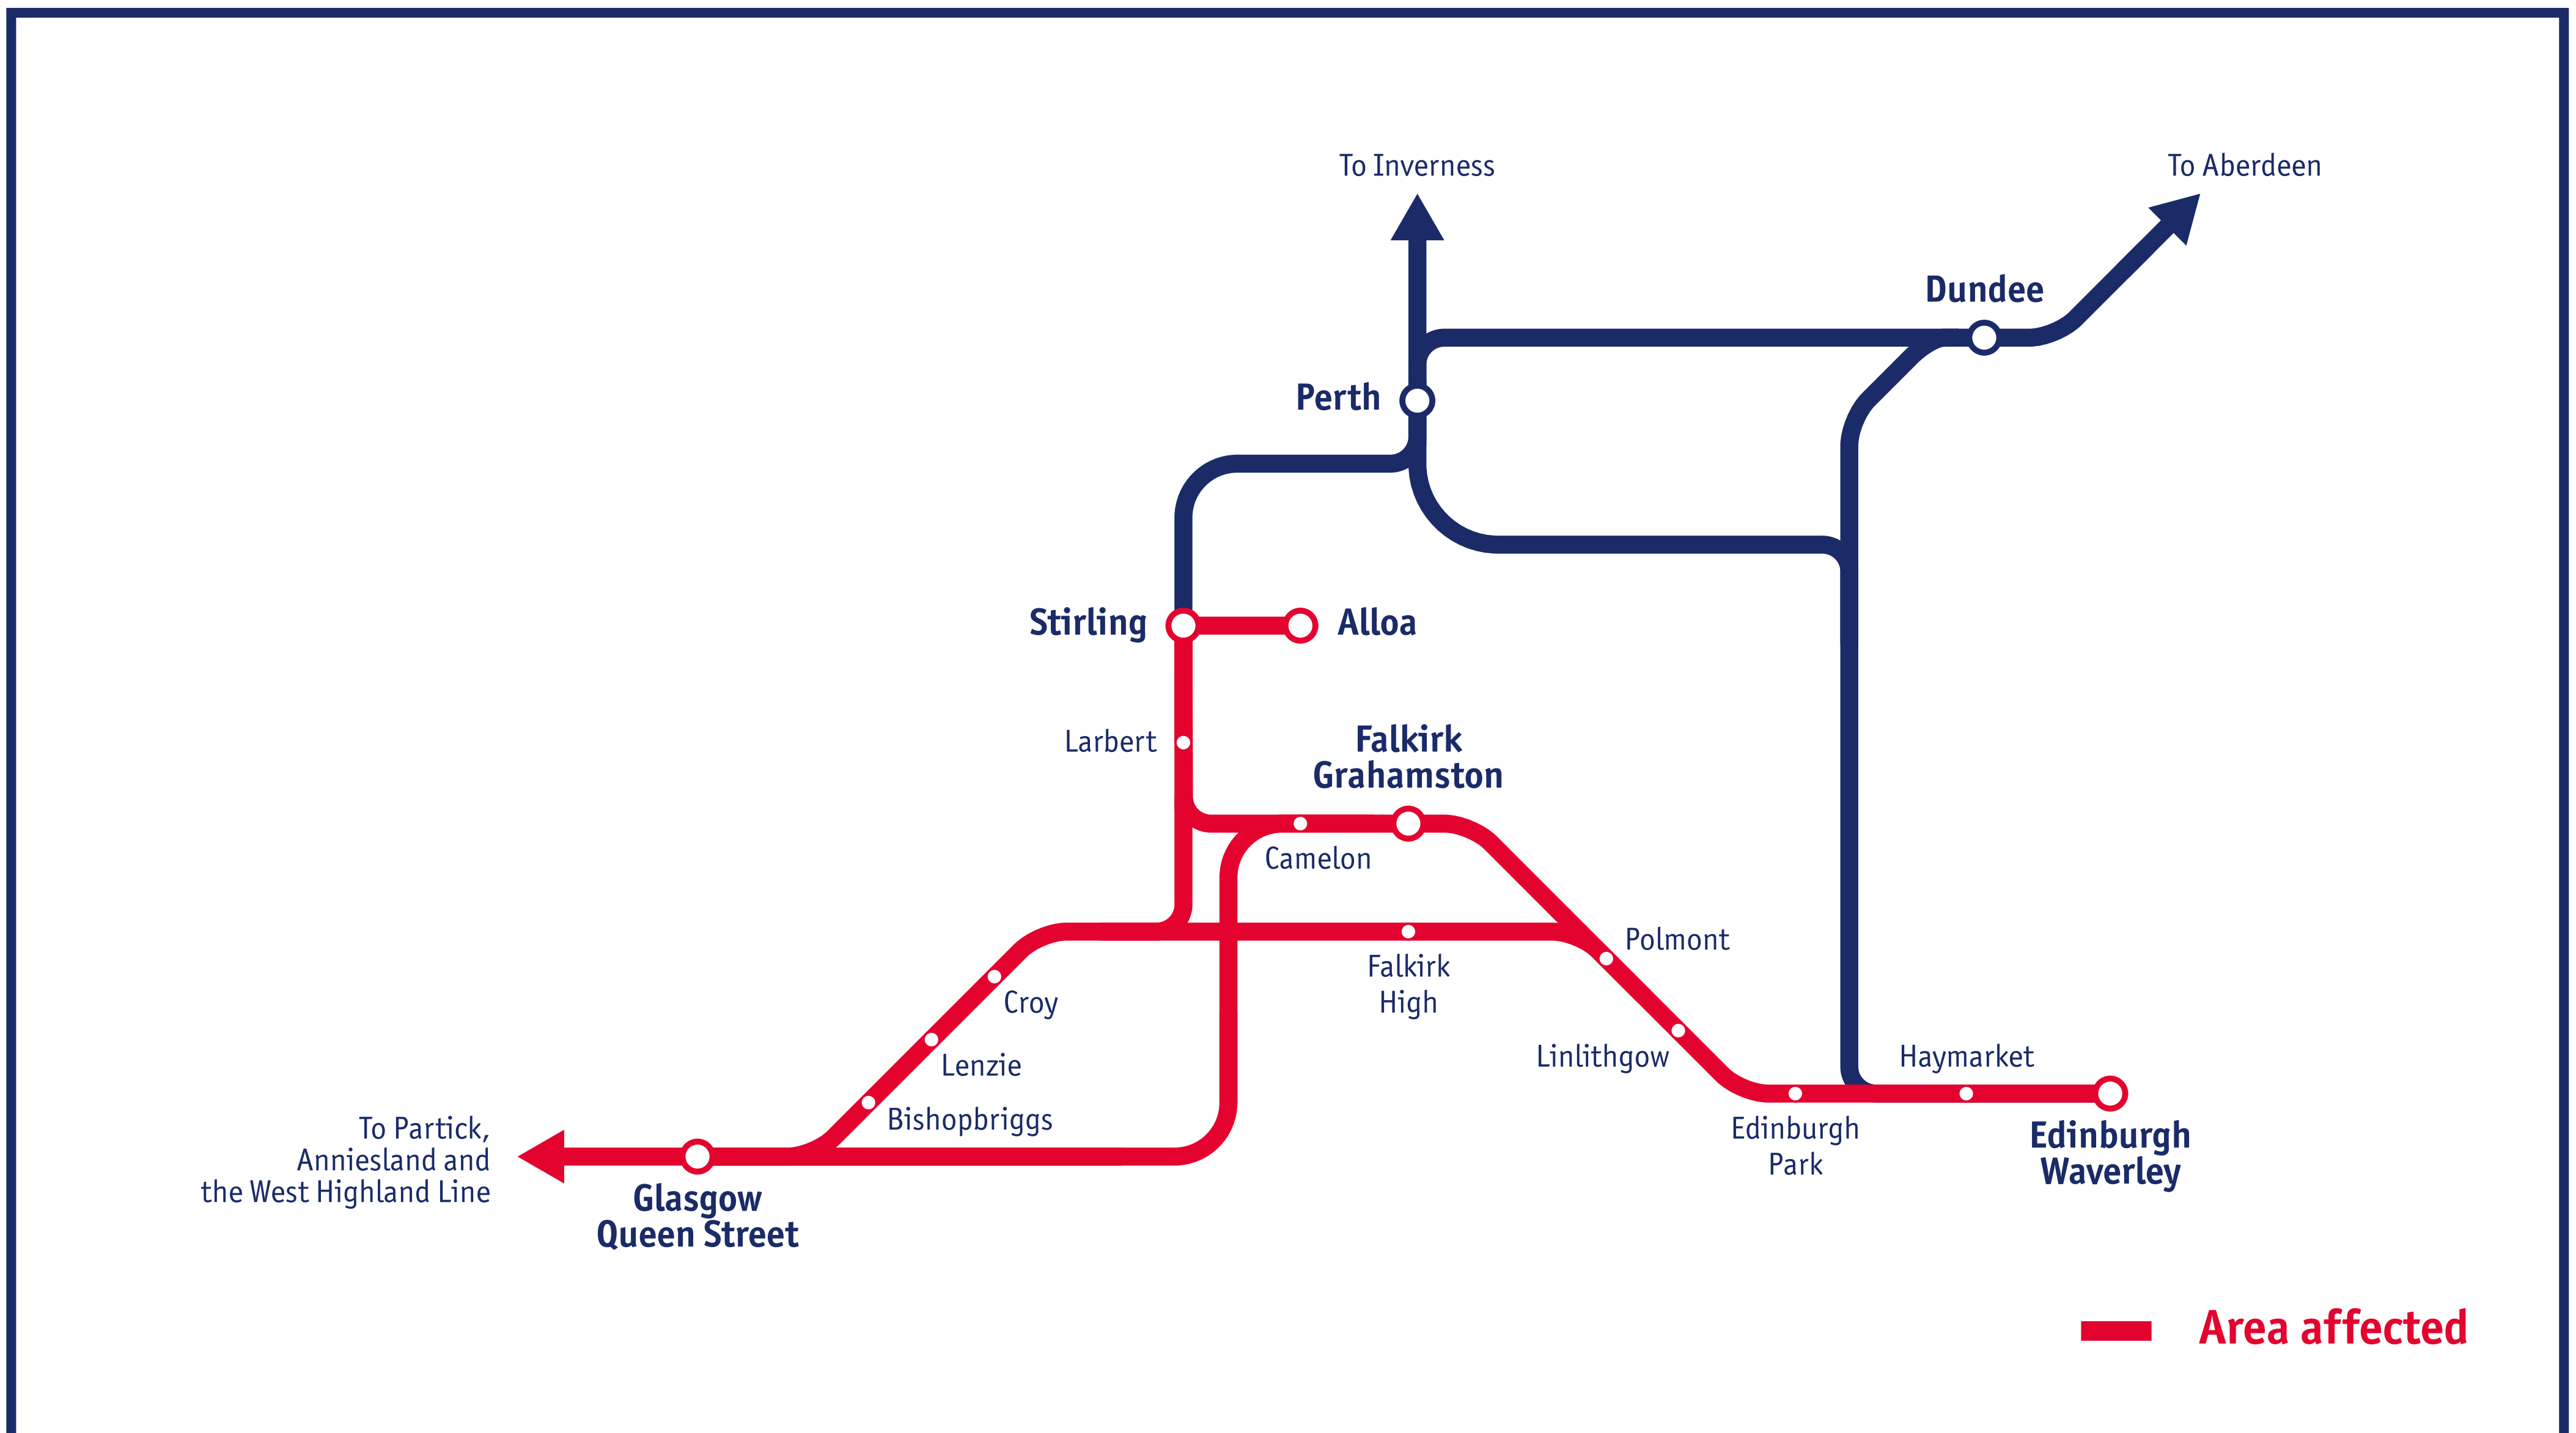 To Inverness
To Aberdeen
Dundee
Perth
Stirling
Alloa
Larbert
Falkirk
Grahamston
Camelon
Polmont
Falkirk
High
Croy
Linlithgow
Haymarket
Lenzie
Bishopbriggs
To Partick,
Anniesland and
the West Highland Line
Edinburgh
Park
Edinburgh
Waverley
Glasgow
Queen Street
Area affected